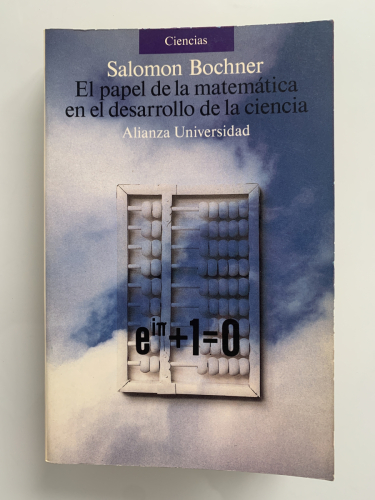 Ciencias
Salomon Bochner
El papel de la matemática
en el desarrollo de la ciencia
Alianza Universidad
e^iπ+1=0